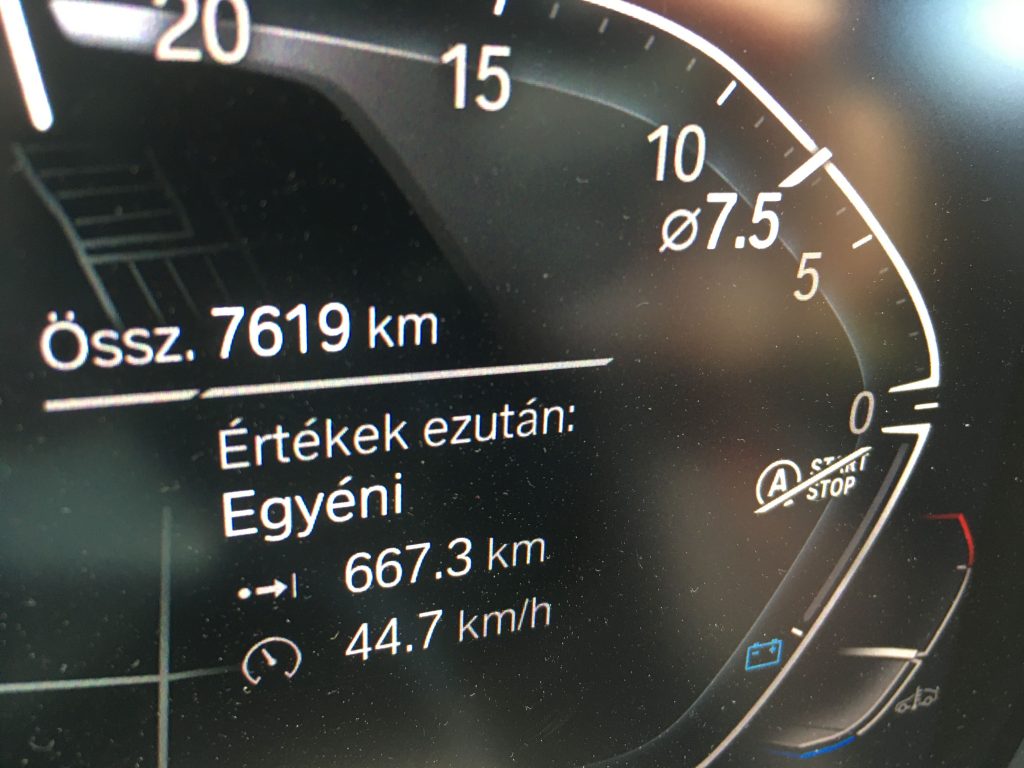 20
15
10
⌀7.5
5
Össz. 7619 km
0
Értékek ezután:
A START
STOP
Egyéni
667.3 km
44.7 km/h